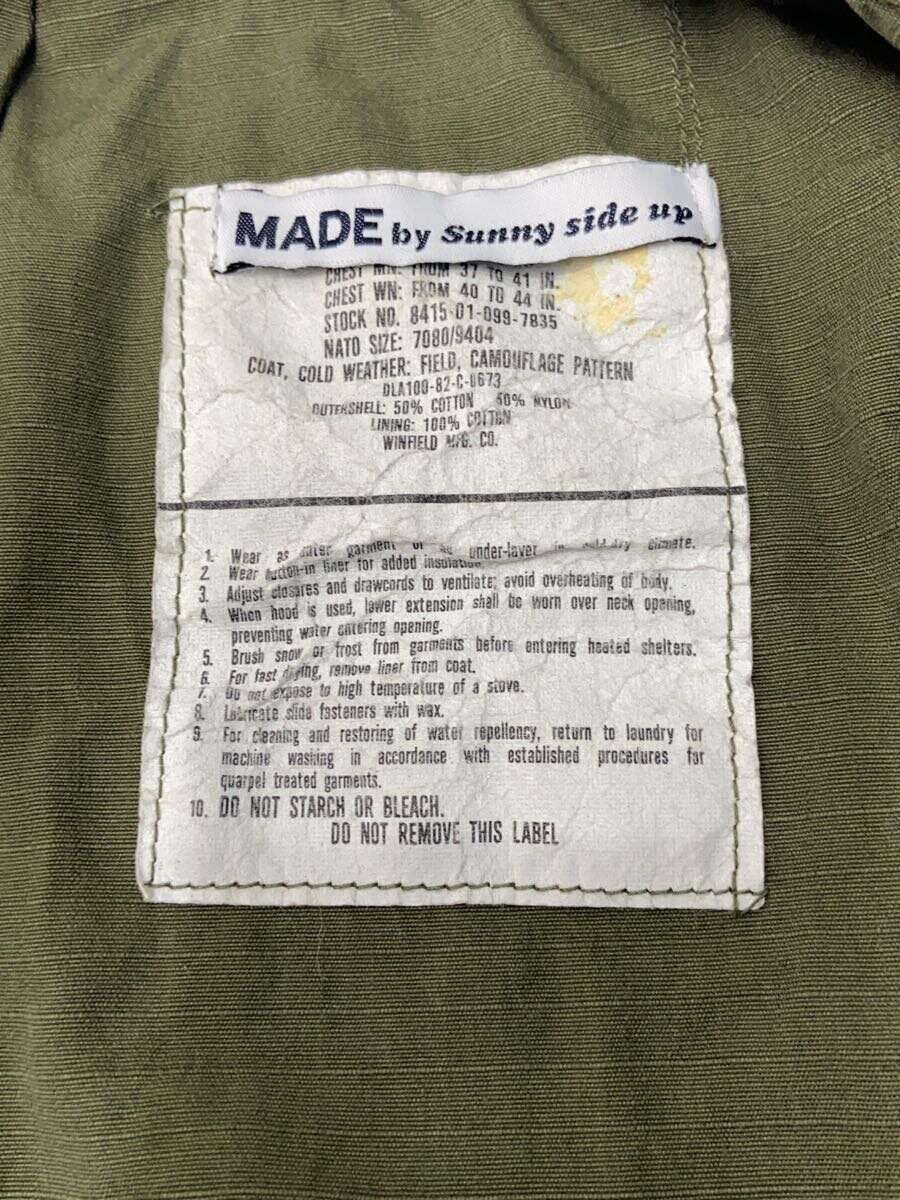 MADE by Sunny side up
CHEST MN: FROM 37 TO 41 IN.
CHEST WN: FROM 40 TO 44 IN.
STOCK NO. 8415-01-099-7835
NATO SIZE: 7080/9404
COAT, COLD WEATHER: FIELD, CAMOUFLAGE PATTERN
DLA100-82-C-0673
OUTERSHELL: 50% COTTON 50% NYLON
LINING: 100% COTTON
WINFIELD MFG. CO.
1. Wear as outer garment or as under-layer in cold-dry climate.
2. Wear button-in liner for added insulation.
3. Adjust closures and drawcords to ventilate; avoid overheating of body.
4. When hood is used, lower extension shall be worn over neck opening,
preventing water entering opening.
5. Brush snow or frost from garments before entering heated shelters.
6. For fast drying, remove liner from coat.
7. Do not expose to high temperature of a stove.
8. Lubricate slide fasteners with wax.
9. For cleaning and restoring of water repellency, return to laundry for
machine washing in accordance with established procedures for
quarpel treated garments.
10. DO NOT STARCH OR BLEACH.
DO NOT REMOVE THIS LABEL